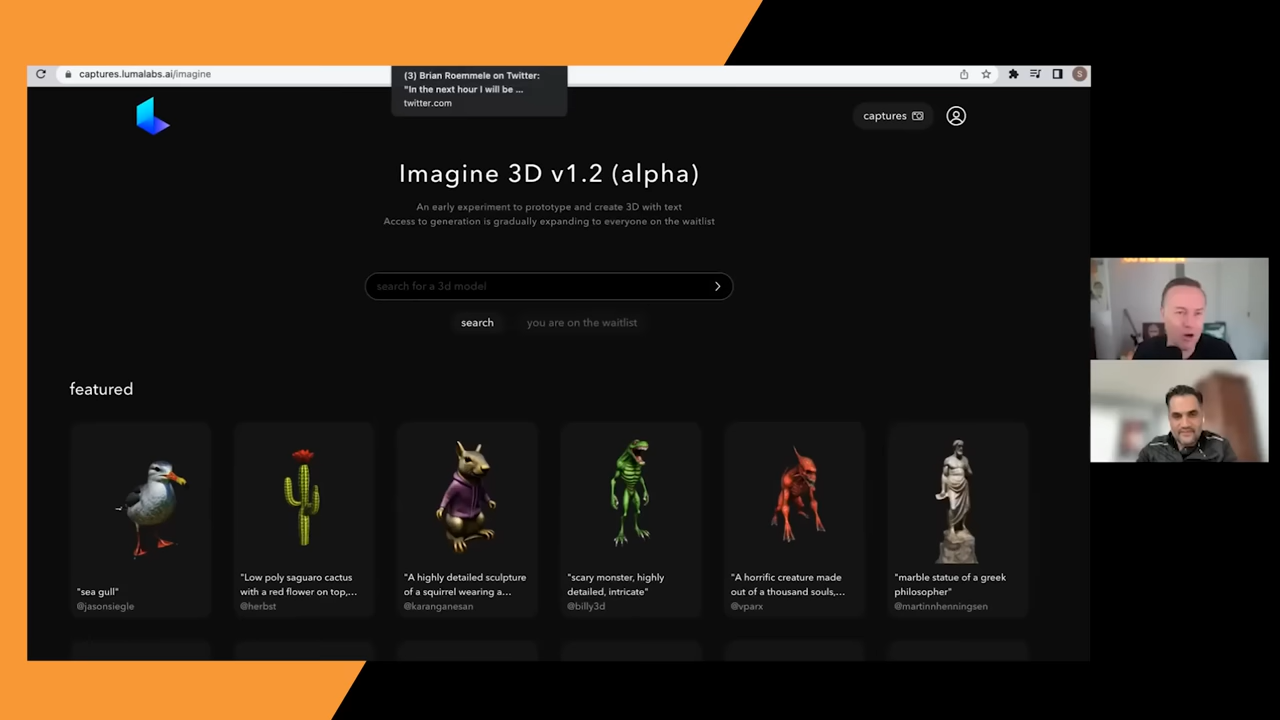 captures.lumalabs.ai/imagine
(3) Brian Roemmele on Twitter:
"In the next hour I will be ...
twitter.com
S
captures
Imagine 3D v1.2 (alpha)
An early experiment to prototype and create 3D with text
Access to generation is gradually expanding to everyone on the waitlist
search for a 3d model
search
you are on the waitlist
featured
"sea gull"
@jasonsiegle
"Low poly saguaro cactus
with a red flower on top,...
@herbst
"A highly detailed sculpture
of a squirrel wearing a...
@karanganesan
"scary monster, highly
detailed, intricate"
@billy3d
"A horrific creature made
out of a thousand souls,...
@vparx
"marble statue of a greek
philosopher"
@martinnhenningsen